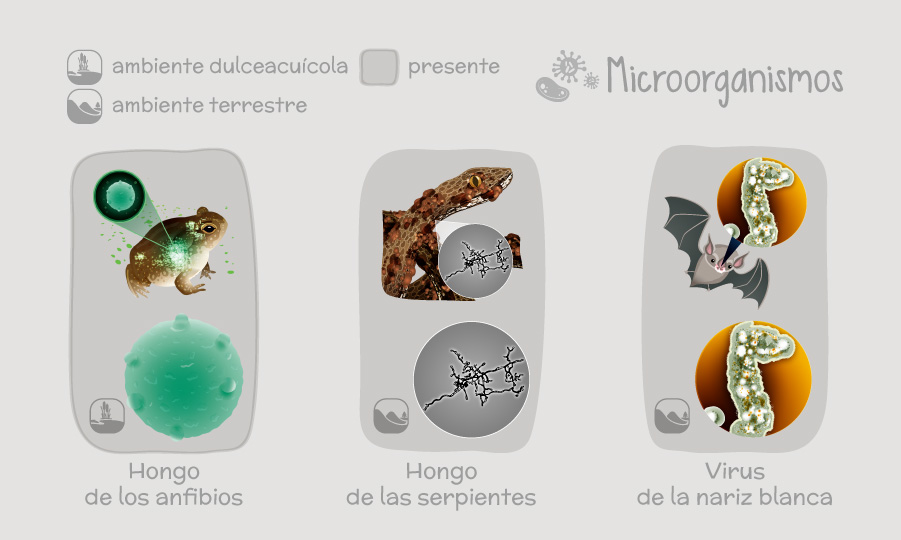 ambiente dulceacuícola
presente
Microorganismos
ambiente terrestre
Hongo
de los anfibios
Hongo
de las serpientes
Virus
de la nariz blanca